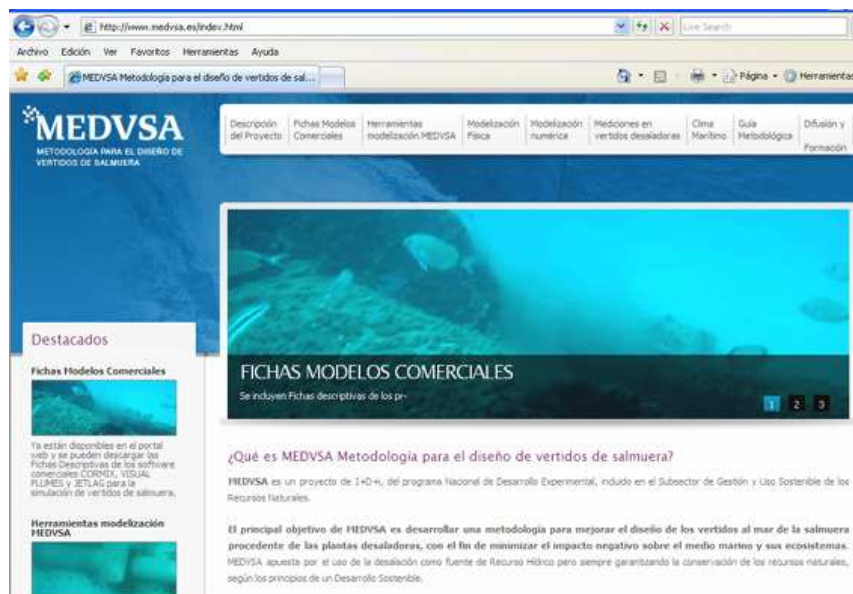 http://www.medvsa.es/index.html
Live Search
Archivo Edición Ver Favoritos Herramientas Ayuda
MEDVSA Metodología para el diseño de vertidos de sal...
Página
Herramientas
MEDVSA
METODOLOGÍA PARA EL DISEÑO DE
VERTIDOS DE SALMUERA
Descripción del Proyecto
Fichas Modelos Comerciales
Herramientas modelización MEDVSA
Modelización Física
Modelización numérica
Mediciones en vertidos desaladoras
Clima Marítimo
Guía Metodológica
Difusión y Formación
FICHAS MODELOS COMERCIALES
Se incluyen Fichas descriptivas de los pr
1 2 3
Destacados
Fichas Modelos Comerciales
Ya están disponibles en el portal
web y se pueden descargar las
Fichas Descriptivas de los software
comerciales CORMIX, VISUAL
PLUMES y JETLAG para la
simulación de vertidos de salmuera.
Herramientas modelización
MEDVSA
¿Qué es MEDVSA Metodología para el diseño de vertidos de salmuera?
MEDVSA es un proyecto de I+D+i, del programa Nacional de Desarrollo Experimental, incluido en el Subsector de Gestión y Uso Sostenible de los
Recursos Naturales.
El principal objetivo de MEDVSA es desarrollar una metodología para mejorar el diseño de los vertidos al mar de la salmuera
procedente de las plantas desaladoras, con el fin de minimizar el impacto negativo sobre el medio marino y sus ecosistemas.
MEDVSA apuesta por el uso de la desalación como fuente de Recurso Hídrico pero siempre garantizando la conservación de los recursos naturales,
según los principios de un Desarrollo Sostenible.